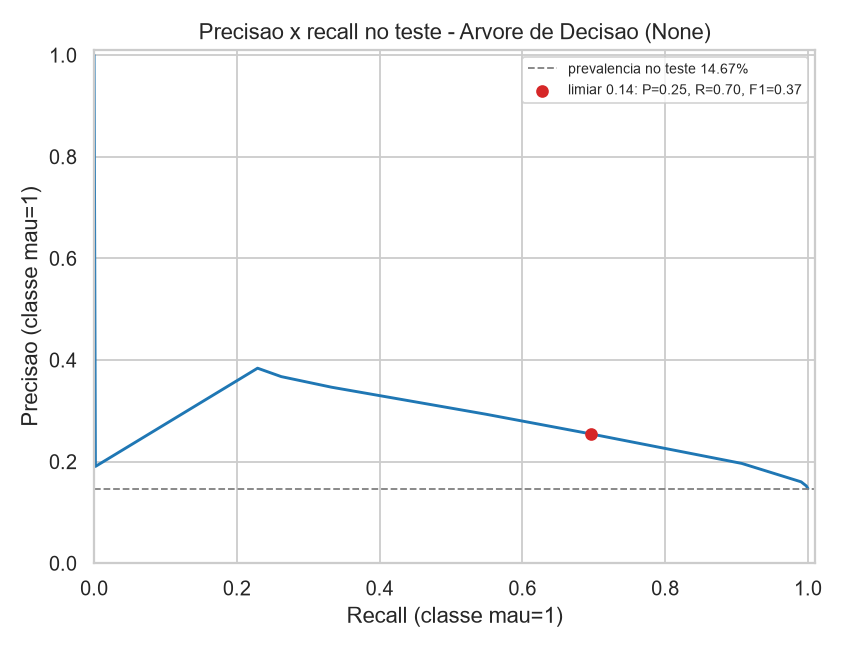 Precisao x recall no teste - Arvore de Decisao (None)
prevalencia no teste 14.67%
limiar 0.14: P=0.25, R=0.70, F1=0.37
Precisao (classe mau=1)
1.0
0.8
0.6
0.4
0.2
0.0
0.0 0.2 0.4 0.6 0.8 1.0
Recall (classe mau=1)